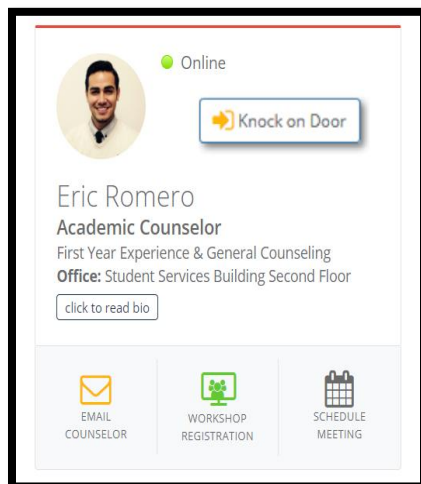 Online
Knock on Door
Eric Romero
Academic Counselor
First Year Experience & General Counseling
Office: Student Services Building Second Floor
click to read bio
EMAIL
COUNSELOR
WORKSHOP
REGISTRATION
SCHEDULE
MEETING